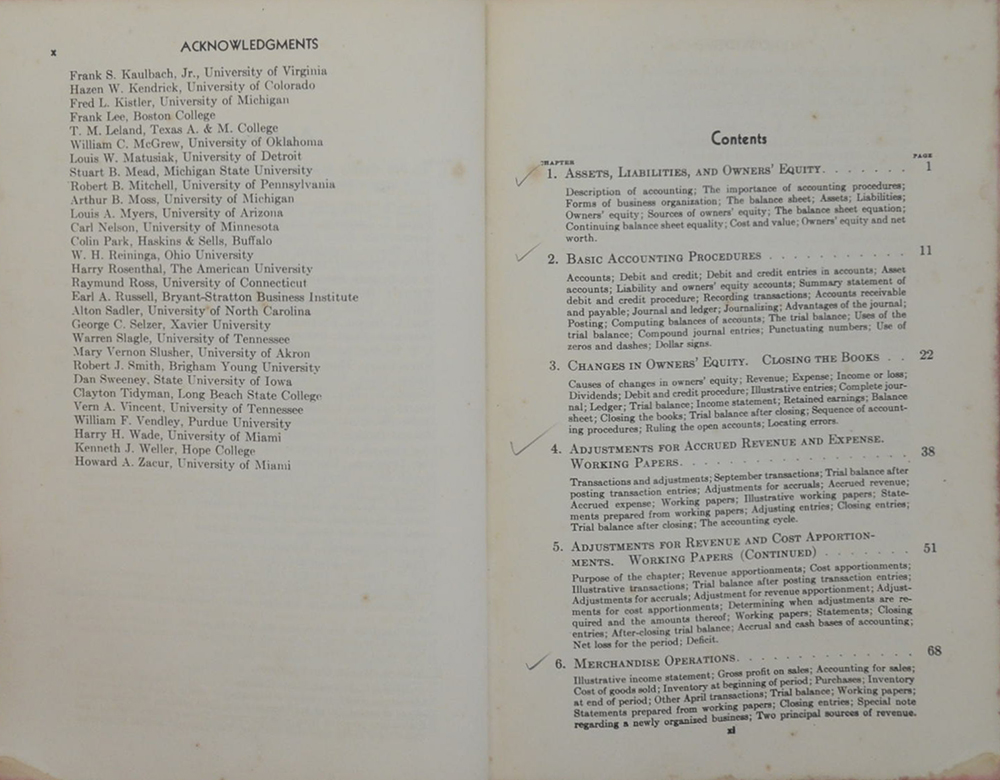 x
ACKNOWLEDGMENTS
Frank S. Kaulbach, Jr., University of Virginia
Hazen W. Kendrick, University of Colorado
Fred L. Kistler, University of Michigan
Frank Lee, Boston College
T. M. Leland, Texas A. & M. College
William C. McGrew, University of Oklahoma
Louis W. Matusiak, University of Detroit
Stuart B. Mead, Michigan State University
Robert B. Mitchell, University of Pennsylvania
Arthur B. Moss, University of Michigan
Louis A. Myers, University of Arizona
Carl Nelson, University of Minnesota
Colin Park, Haskins & Sells, Buffalo
W. H. Reininga, Ohio University
Harry Rosenthal, The American University
Raymund Ross, University of Connecticut
Earl A. Russell, Bryant-Stratton Business Institute
Alton Sadler, University of North Carolina
George C. Selzer, Xavier University
Warren Slagle, University of Tennessee
Mary Vernon Slusher, University of Akron
Robert J. Smith, Brigham Young University
Dan Sweeney, State University of Iowa
Clayton Tidyman, Long Beach State College
Vern A. Vincent, University of Tennessee
William F. Vendley, Purdue University
Harry H. Wade, University of Miami
Kenneth J. Weller, Hope College
Howard A. Zacur, University of Miami
Contents
CHAPTER PAGE
1. ASSETS, LIABILITIES, AND OWNERS' EQUITY. . . . . . . 1
Description of accounting; The importance of accounting procedures;
Forms of business organization; The balance sheet; Assets; Liabilities;
Owners' equity; Sources of owners' equity; The balance sheet equation;
Continuing balance sheet equality; Cost and value; Owners' equity and net
worth.
2. BASIC ACCOUNTING PROCEDURES . . . . . . . . . . . 11
Accounts; Debit and credit; Debit and credit entries in accounts; Asset
accounts; Liability and owners' equity accounts; Summary statement of
debit and credit procedure; Recording transactions; Accounts receivable
and payable; Journal and ledger; Journalizing; Advantages of the journal;
Posting; Computing balances of accounts; The trial balance; Uses of the
trial balance; Compound journal entries; Punctuating numbers; Use of
zeros and dashes; Dollar signs.
3. CHANGES IN OWNERS' EQUITY. CLOSING THE BOOKS . . 22
Causes of changes in owners' equity; Revenue; Expense; Income or loss;
Dividends; Debit and credit procedure; Illustrative entries; Complete jour-
nal; Ledger; Trial balance; Income statement; Retained earnings; Balance
sheet; Closing the books; Trial balance after closing; Sequence of account-
ing procedures; Ruling the open accounts; Locating errors.
4. ADJUSTMENTS FOR ACCRUED REVENUE AND EXPENSE.
WORKING PAPERS. . . . . . . . . . . . . . . . . . 38
Transactions and adjustments; September transactions; Trial balance after
posting transaction entries; Adjustments for accruals; Accrued revenue;
Accrued expense; Working papers; Illustrative working papers; State-
ments prepared from working papers; Adjusting entries; Closing entries;
Trial balance after closing; The accounting cycle.
5. ADJUSTMENTS FOR REVENUE AND COST APPORTION-
MENTS. WORKING PAPERS (CONTINUED) . . . . . . . 51
Purpose of the chapter; Revenue apportionments; Cost apportionments;
Illustrative transactions; Trial balance after posting transaction entries;
Adjustments for accruals; Adjustment for revenue apportionment; Adjust-
ments for cost apportionments; Determining when adjustments are re-
quired and the amounts thereof; Working papers; Statements; Closing
entries; After-closing trial balance; Accrual and cash bases of accounting;
Net loss for the period; Deficit.
6. MERCHANDISE OPERATIONS. . . . . . . . . . . . . . 68
Illustrative income statement; Gross profit on sales; Accounting for sales;
Cost of goods sold; Inventory at beginning of period; Purchases; Inventory
at end of period; Other April transactions; Trial balance; Working papers;
Statements prepared from working papers; Closing entries; Special note
regarding a newly organized business; Two principal sources of revenue.
xi